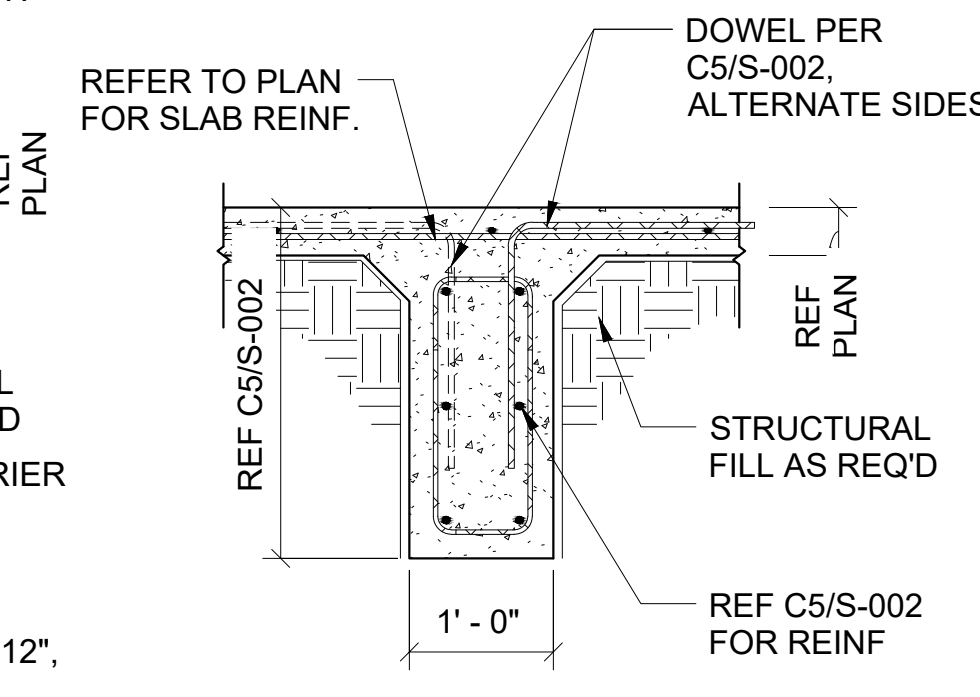 DOWEL PER
C5/S-002,
ALTERNATE SIDES
REFER TO PLAN
FOR SLAB REINF.
PLAN
REF C5/S-002
REF
PLAN
STRUCTURAL
FILL AS REQ'D
1' - 0"
REF C5/S-002
FOR REINF
12",